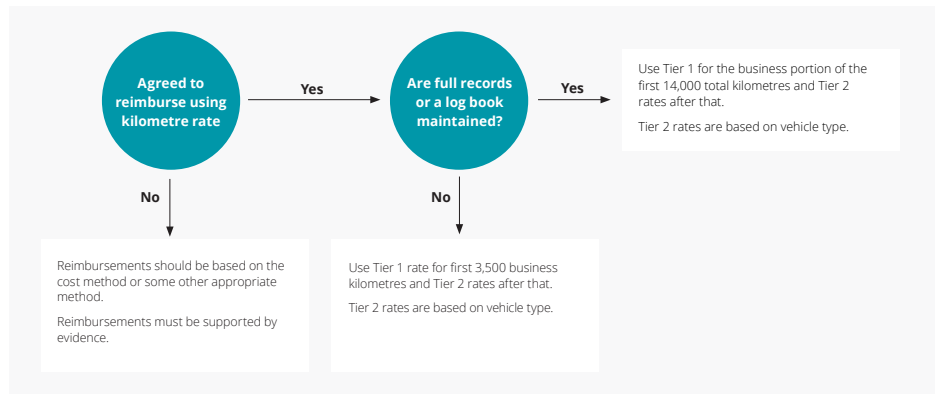 Agreed to
reimburse using
kilometre rate
Yes
Are full records
or a log book
maintained?
Yes
Use Tier 1 for the business portion of the
first 14,000 total kilometres and Tier 2
rates after that.
Tier 2 rates are based on vehicle type.
No
Reimbursements should be based on the
cost method or some other appropriate
method.
Reimbursements must be supported by
evidence.
No
Use Tier 1 rate for first 3,500 business
kilometres and Tier 2 rates after that.
Tier 2 rates are based on vehicle type.